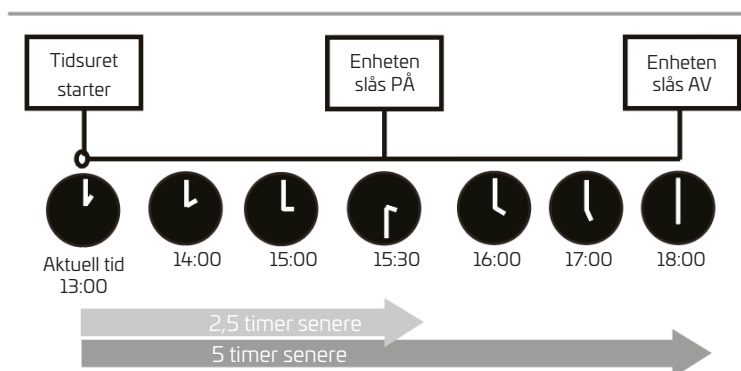 Tidsuret
starter
Enheten
slås PÅ
Enheten
slås AV
Aktuell tid
13:00
14:00
15:00
15:30
16:00
17:00
18:00
2,5 timer senere
5 timer senere